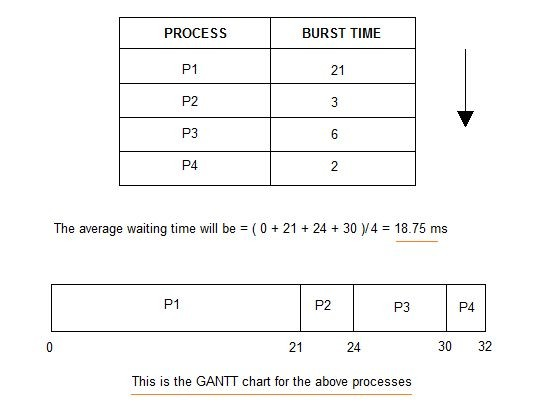 PROCESS BURST TIME
P1 21
P2 3
P3 6
P4 2
The average waiting time will be = ( 0 + 21 + 24 + 30 )/ 4 = 18.75 ms
P1 P2 P3 P4
0 21 24 30 32
This is the GANTT chart for the above processes